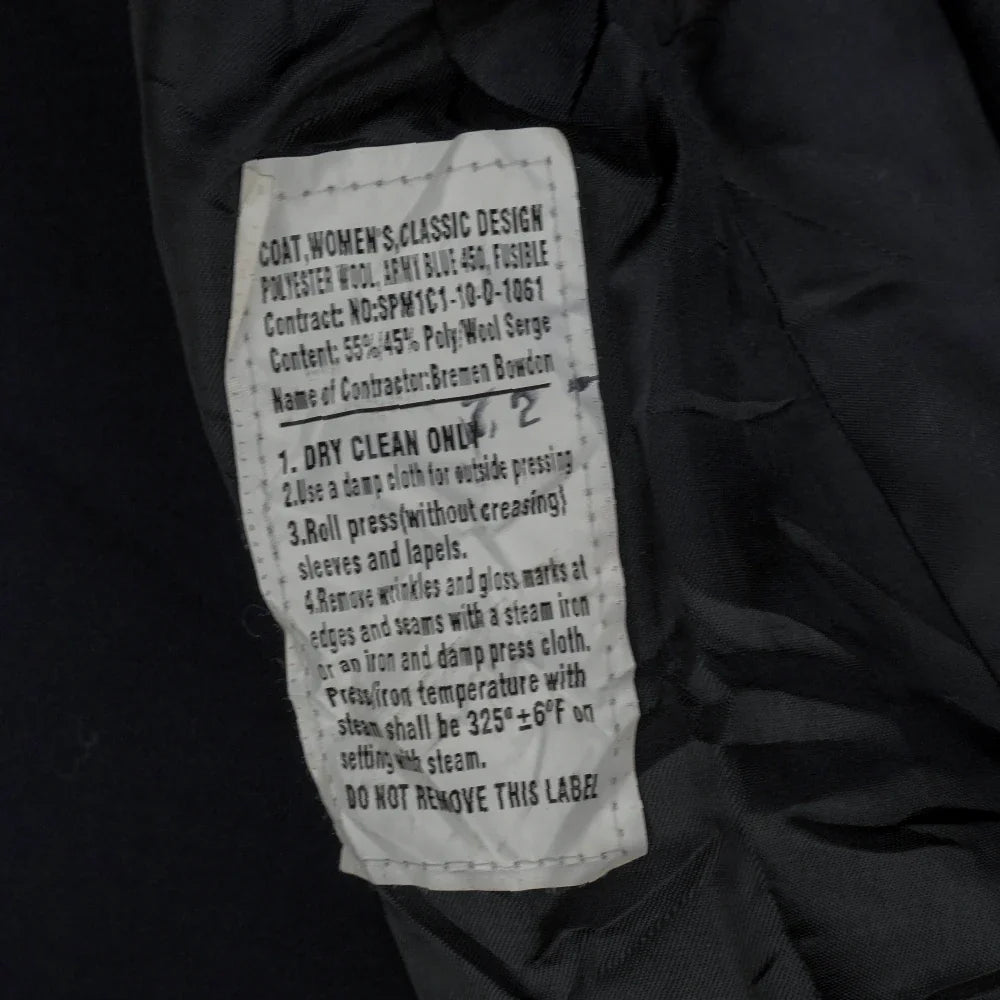 COAT,WOMEN'S,CLASSIC DESIGN
POLYESTER WOOL, ARMY BLUE 450, FUSIBLE
Contract: NO:SPM1C1-10-D-1061
Content: 55%/45% Poly/Wool Serge
Name of Contractor:Bremen Bowdon
1. DRY CLEAN ONLY
2.Use a damp cloth for outside pressing
3.Roll press(without creasing)
sleeves and lapels.
4.Remove wrinkles and gloss marks at
edges and seams with a steam iron
or an iron and damp press cloth.
Press/iron temperature with
steam shall be 325°±6°F on
setting with steam.
DO NOT REMOVE THIS LABEL